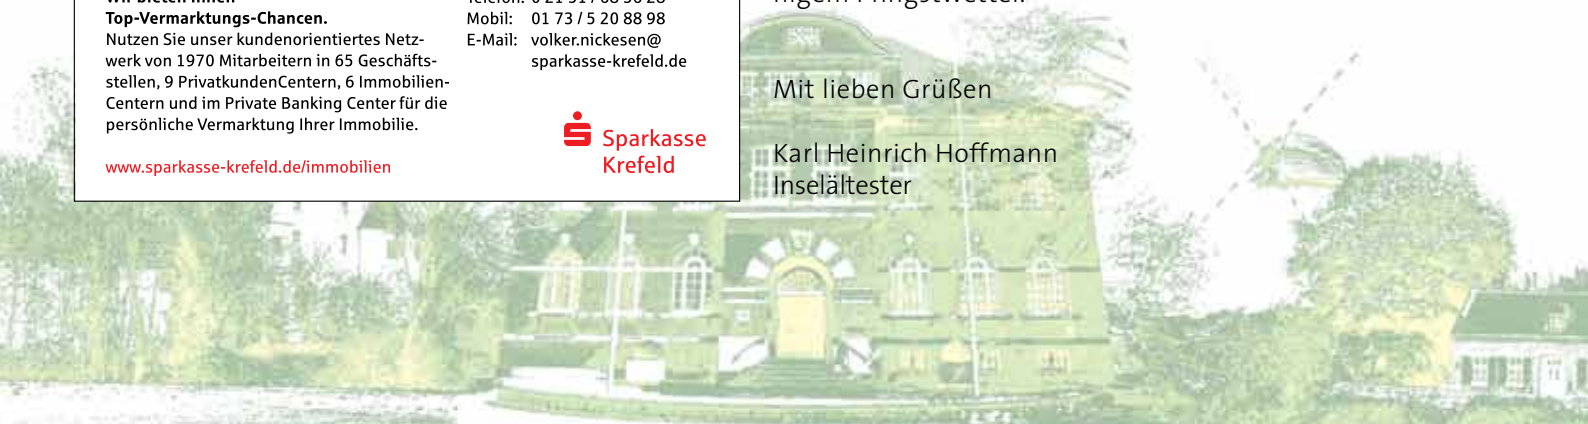 Top-Vermarktungs-Chancen.
Nutzen Sie unser kundenorientiertes Netz-
werk von 1970 Mitarbeitern in 65 Geschäfts-
stellen, 9 PrivatkundenCentern, 6 Immobilien-
Centern und im Private Banking Center für die
persönliche Vermarktung Ihrer Immobilie.
www.sparkasse-krefeld.de/immobilien
Mobil: 01 73 / 5 20 88 98
E-Mail: volker.nickesen@
sparkasse-krefeld.de
Sparkasse
Krefeld
Mit lieben Grüßen
Karl Heinrich Hoffmann
Inselältester